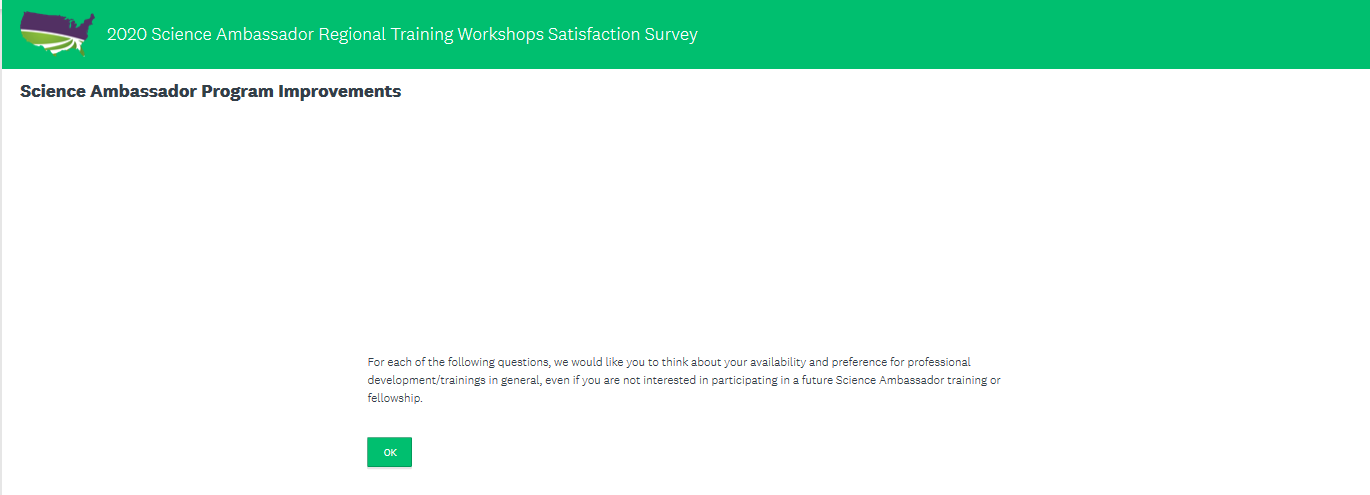 2020 Science Ambassador Regional Training Workshops Satisfaction Survey
Science Ambassador Program Improvements
For each of the following questions, we would like you to think about your availability and preference for professional
development/trainings in general, even if you are not interested in participating in a future Science Ambassador training or
fellowship.
OK